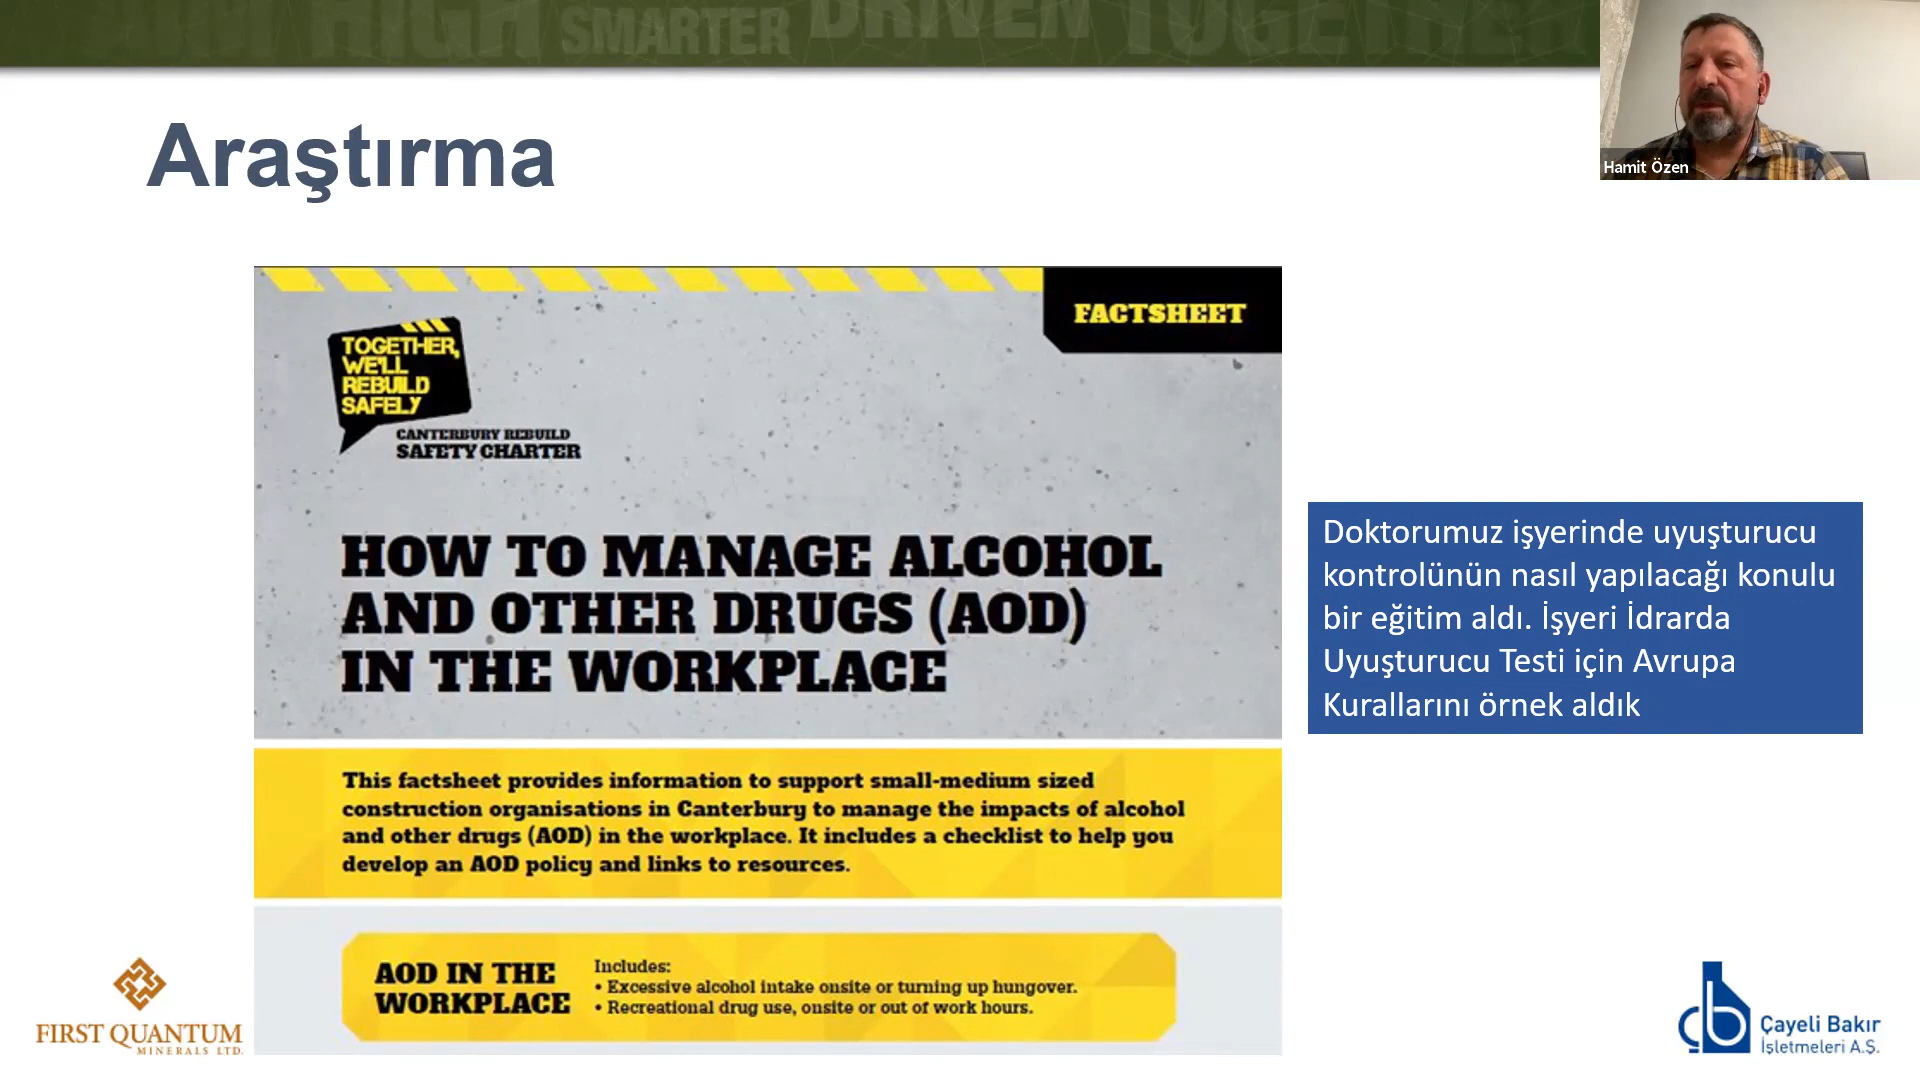 HIGH SMARTER DRIVEN TOGETHER
Hamit Özen
Araştırma
FACTSHEET
TOGETHER,
WE'LL
REBUILD
SAFELY
CANTERBURY REBUILD
SAFETY CHARTER
HOW TO MANAGE ALCOHOL
AND OTHER DRUGS (AOD)
IN THE WORKPLACE
Doktorumuz işyerinde uyuşturucu
kontrolünün nasıl yapılacağı konulu
bir eğitim aldı. İşyeri İdrarda
Uyuşturucu Testi için Avrupa
Kurallarını örnek aldık
This factsheet provides information to support small-medium sized
construction organisations in Canterbury to manage the impacts of alcohol
and other drugs (AOD) in the workplace. It includes a checklist to help you
develop an AOD policy and links to resources.
AOD IN THE
WORKPLACE
Includes:
• Excessive alcohol intake onsite or turning up hungover.
• Recreational drug use, onsite or out of work hours.
FIRST QUANTUM
MINERALS LTD.
Çayeli Bakır
İşletmeleri A.Ş.